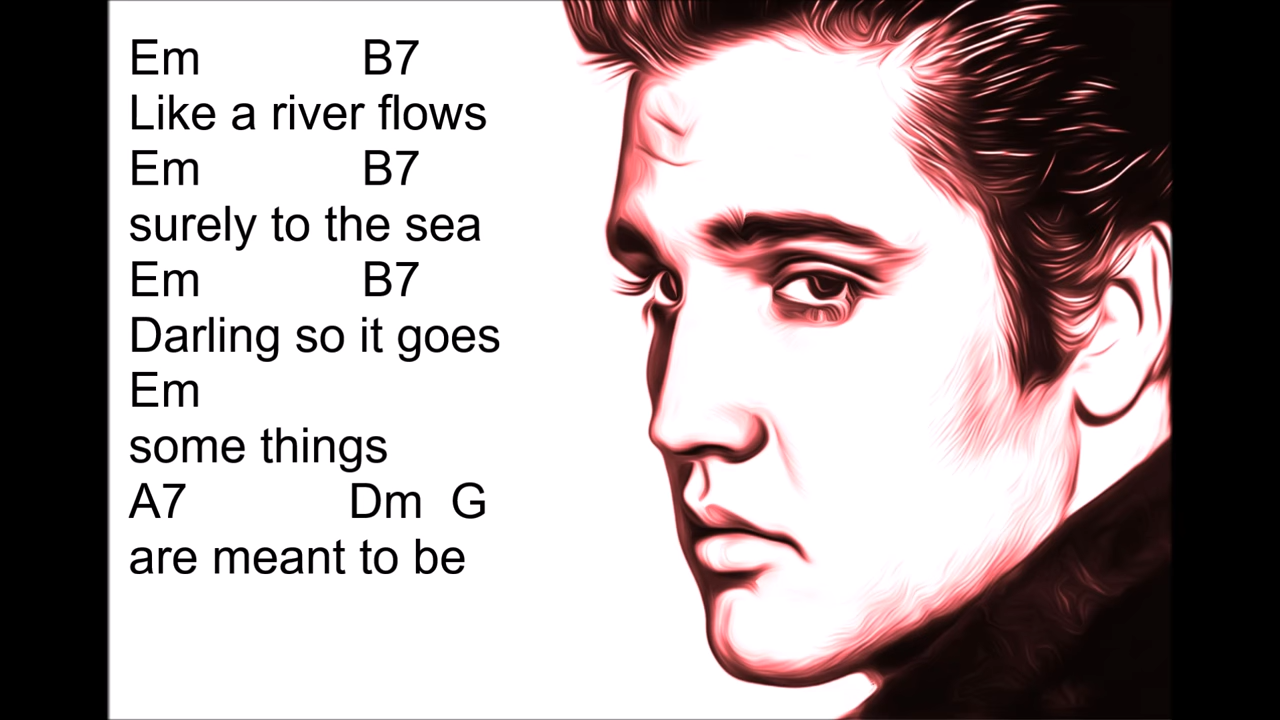 Em B7
Like a river flows
Em B7
surely to the sea
Em B7
Darling so it goes
Em
some things
A7 Dm G
are meant to be